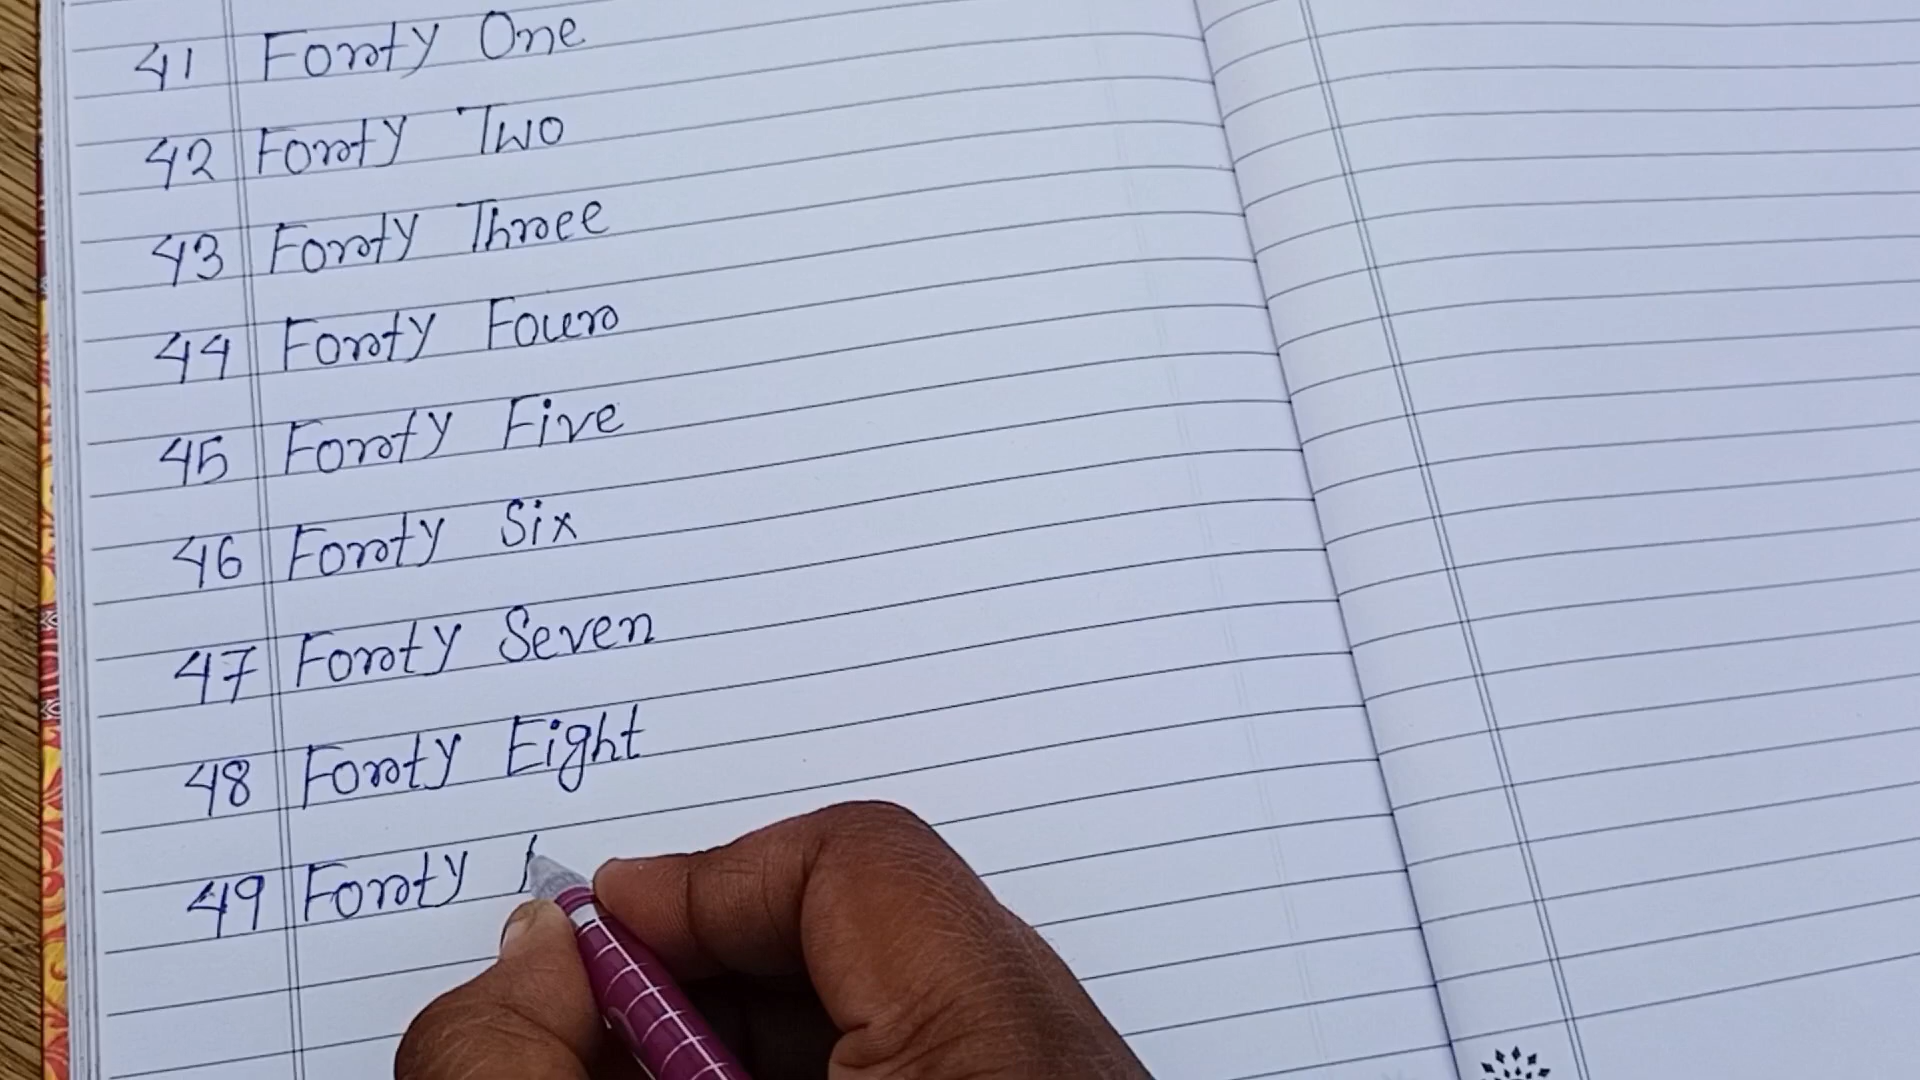 41 Forty One
42 Forty Two
43 Forty Three
44 Forty Four
45 Forty Five
46 Forty Six
47 Forty Seven
48 Forty Eight
49 Forty